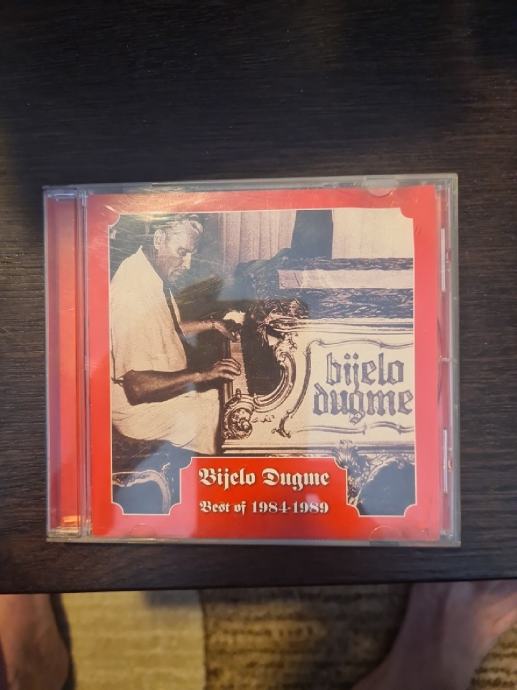 bijelo
dugme
Bijelo Dugme
Best of 1984-1989